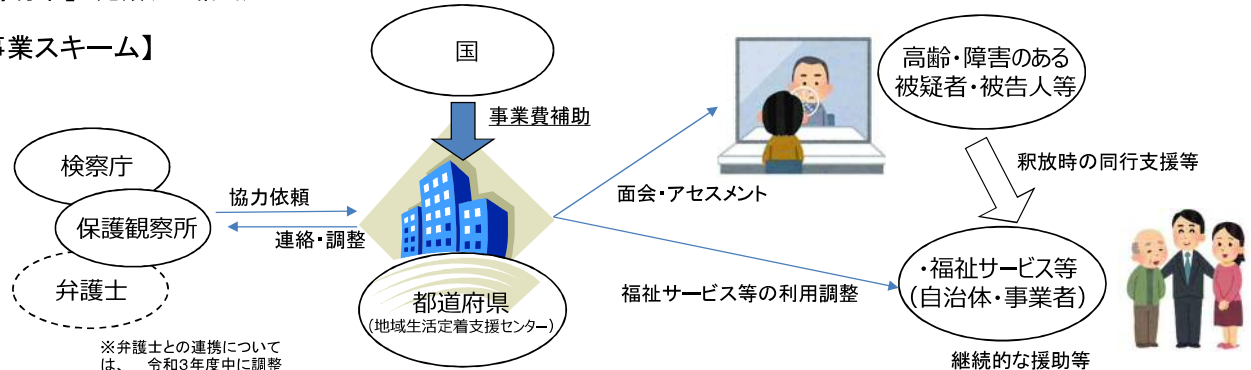 事業スキーム】
国
事業費補助
高齢・障害のある
被疑者・被告人等
検察庁
保護観察所
弁護士
協力依頼
連絡・調整
面会・アセスメント
釈放時の同行支援等
都道府県
(地域生活定着支援センター)
福祉サービス等の利用調整
・福祉サービス等
(自治体・事業者)
継続的な援助等
※弁護士との連携について
は、 令和3年度中に調整